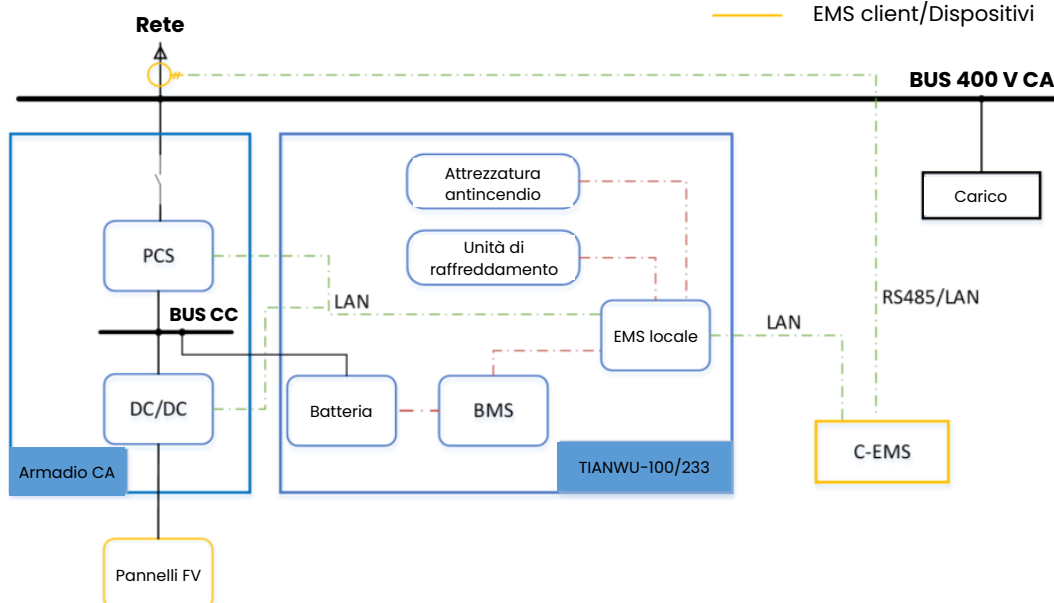 EMS client/Dispositivi
Rete
BUS 400 V CA
Attrezzatura
antincendio
Carico
PCS
Unità di
raffreddamento
LAN
RS485/LAN
BUS CC
EMS locale
LAN
DC/DC
Batteria
BMS
C-EMS
Armadio CA
TIANWU-100/233
Pannelli FV